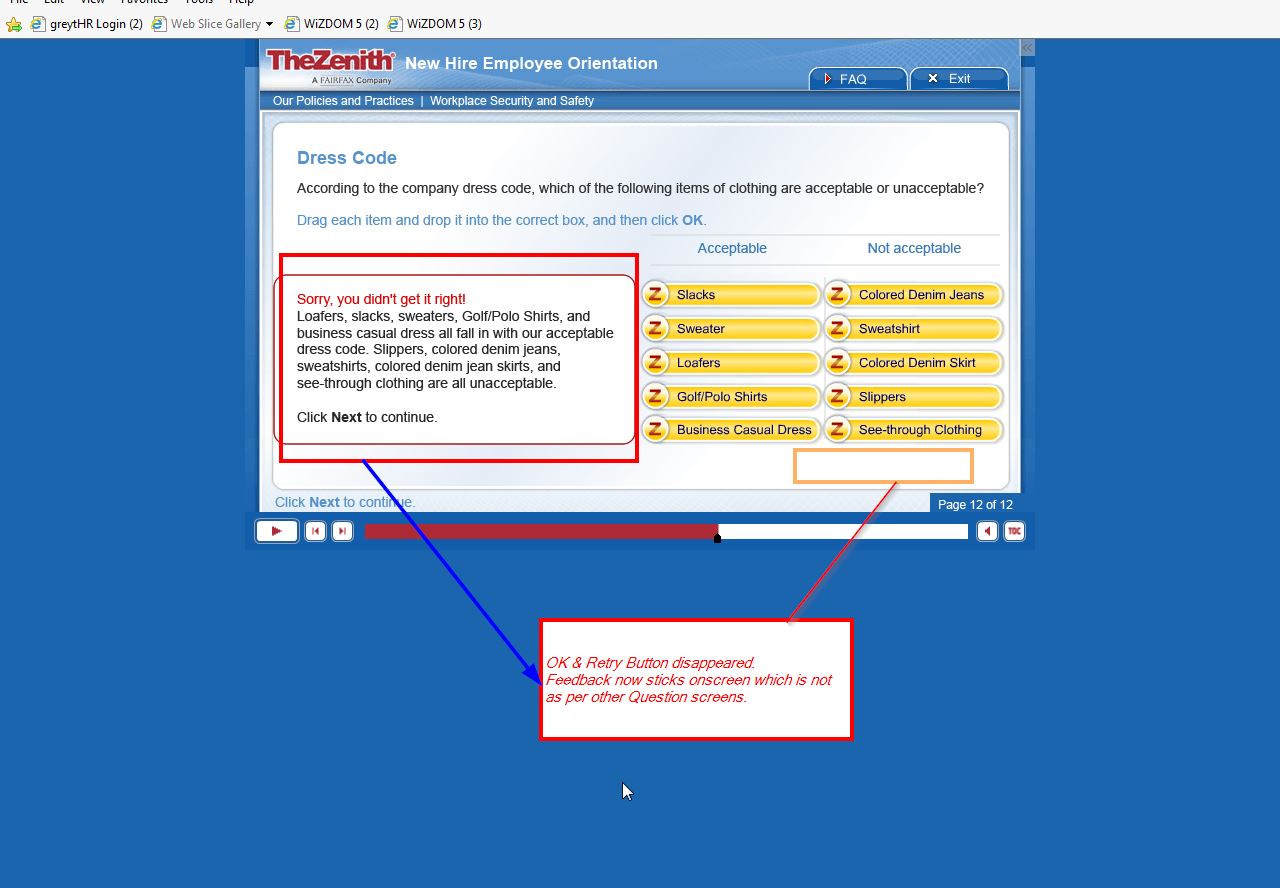 File Edit View Favorites Tools Help
greytHR Login (2) Web Slice Gallery WiZDOM 5 (2) WiZDOM 5 (3)
TheZenith
A FAIRFAX Company
New Hire Employee Orientation
FAQ
Exit
Our Policies and Practices | Workplace Security and Safety
Dress Code
According to the company dress code, which of the following items of clothing are acceptable or unacceptable?
Drag each item and drop it into the correct box, and then click OK.
Acceptable Not acceptable
Sorry, you didn't get it right!
Loafers, slacks, sweaters, Golf/Polo Shirts, and
business casual dress all fall in with our acceptable
dress code. Slippers, colored denim jeans,
sweatshirts, colored denim jean skirts, and
see-through clothing are all unacceptable.
Click Next to continue.
Z Slacks Z Colored Denim Jeans
Z Sweater Z Sweatshirt
Z Loafers Z Colored Denim Skirt
Z Golf/Polo Shirts Z Slippers
Z Business Casual Dress Z See-through Clothing
Click Next to continue.
Page 12 of 12
TOC
OK & Retry Button disappeared.
Feedback now sticks onscreen which is not
as per other Question screens.